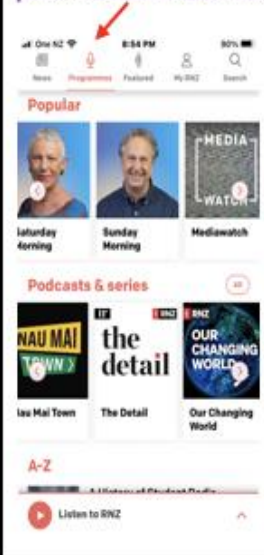 One NZ 8:54 PM 90%
News Programmes Featured My RNZ Search
Popular
MEDIA
WATCH
Saturday Sunday Mediawatch
Morning Morning
Podcasts & series All
NAU MAI
TOWN
the
detail
RNZ
RNZ
OUR
CHANGING
WORLD
Nau Mai Town The Detail Our Changing
World
A-Z
Listen to RNZ